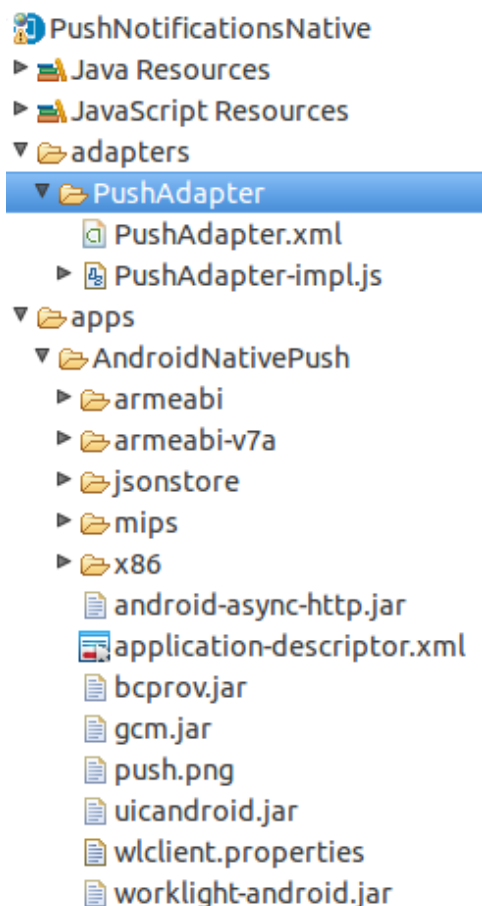 PushNotificationsNative
Java Resources
JavaScript Resources
adapters
PushAdapter
PushAdapter.xml
PushAdapter-impl.js
apps
AndroidNativePush
armeabi
armeabi-v7a
jsonstore
mips
x86
android-async-http.jar
application-descriptor.xml
bcprov.jar
gcm.jar
push.png
uicandroid.jar
wlclient.properties
worklight-android.jar